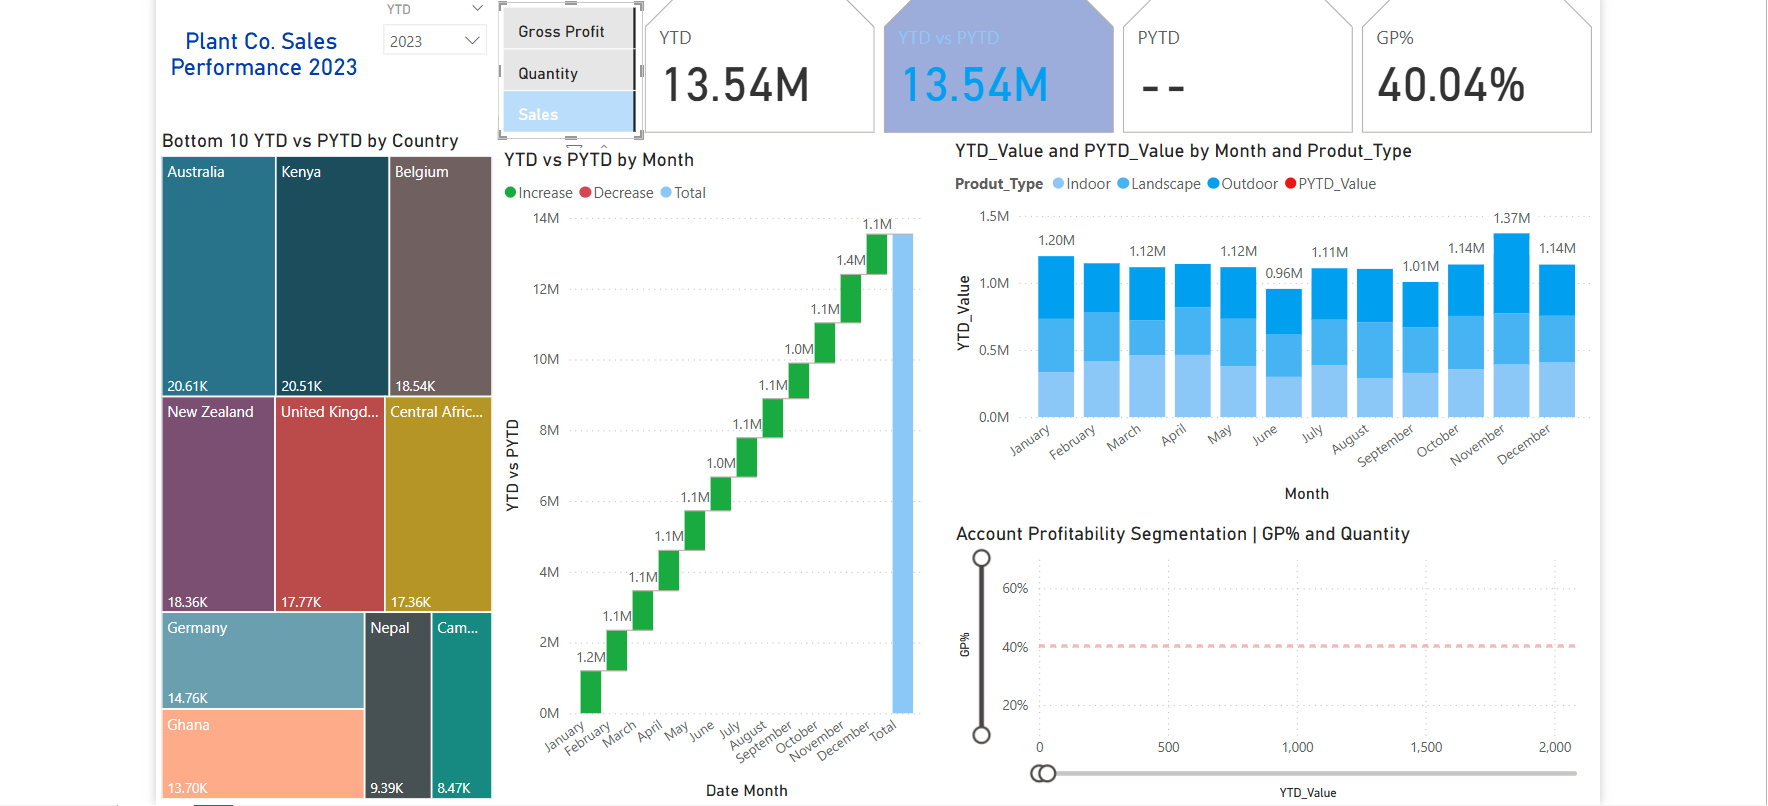 Plant Co. Sales
Performance 2023
YTD
2023
Gross Profit
Quantity
Sales
YTD
13.54M
YTD vs PYTD
13.54M
PYTD
--
GP%
40.04%
Bottom 10 YTD vs PYTD by Country
Australia
20.61K
Kenya
20.51K
Belgium
18.54K
New Zealand
18.36K
United Kingd...
17.77K
Central Afric...
17.36K
Germany
14.76K
Ghana
13.70K
Nepal
9.39K
Cam...
8.47K
YTD vs PYTD by Month
Increase Decrease Total
YTD vs PYTD
14M
12M
10M
8M
6M
4M
2M
0M
1.2M
1.1M
1.1M
1.1M
1.1M
1.0M
1.1M
1.1M
1.0M
1.1M
1.4M
1.1M
January
February
March
April
May
June
July
August
September
October
November
December
Total
Date Month
YTD_Value and PYTD_Value by Month and Produt_Type
Produt_Type Indoor Landscape Outdoor PYTD_Value
YTD_Value
1.5M
1.0M
0.5M
0.0M
1.20M
1.12M
1.12M
0.96M
1.11M
1.01M
1.14M
1.37M
1.14M
January
February
March
April
May
June
July
August
September
October
November
December
Month
Account Profitability Segmentation | GP% and Quantity
GP%
60%
40%
20%
0 500 1,000 1,500 2,000
YTD_Value